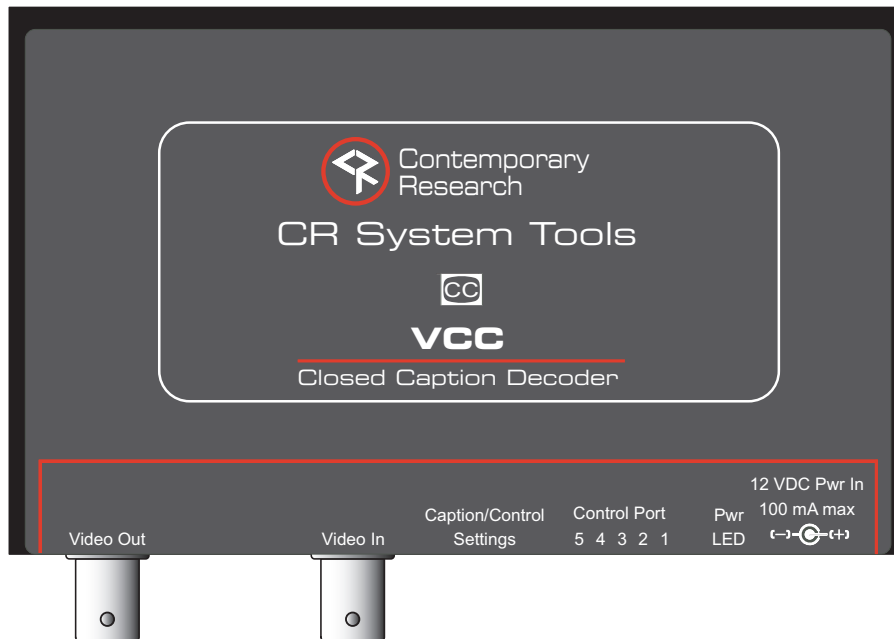 Contemporary
Research
CR System Tools
CC
VCC
Closed Caption Decoder
12 VDC Pwr In
100 mA max
Caption/Control
Settings
Control Port
5 4 3 2 1
Pwr
LED
(–) (+)
Video Out
Video In